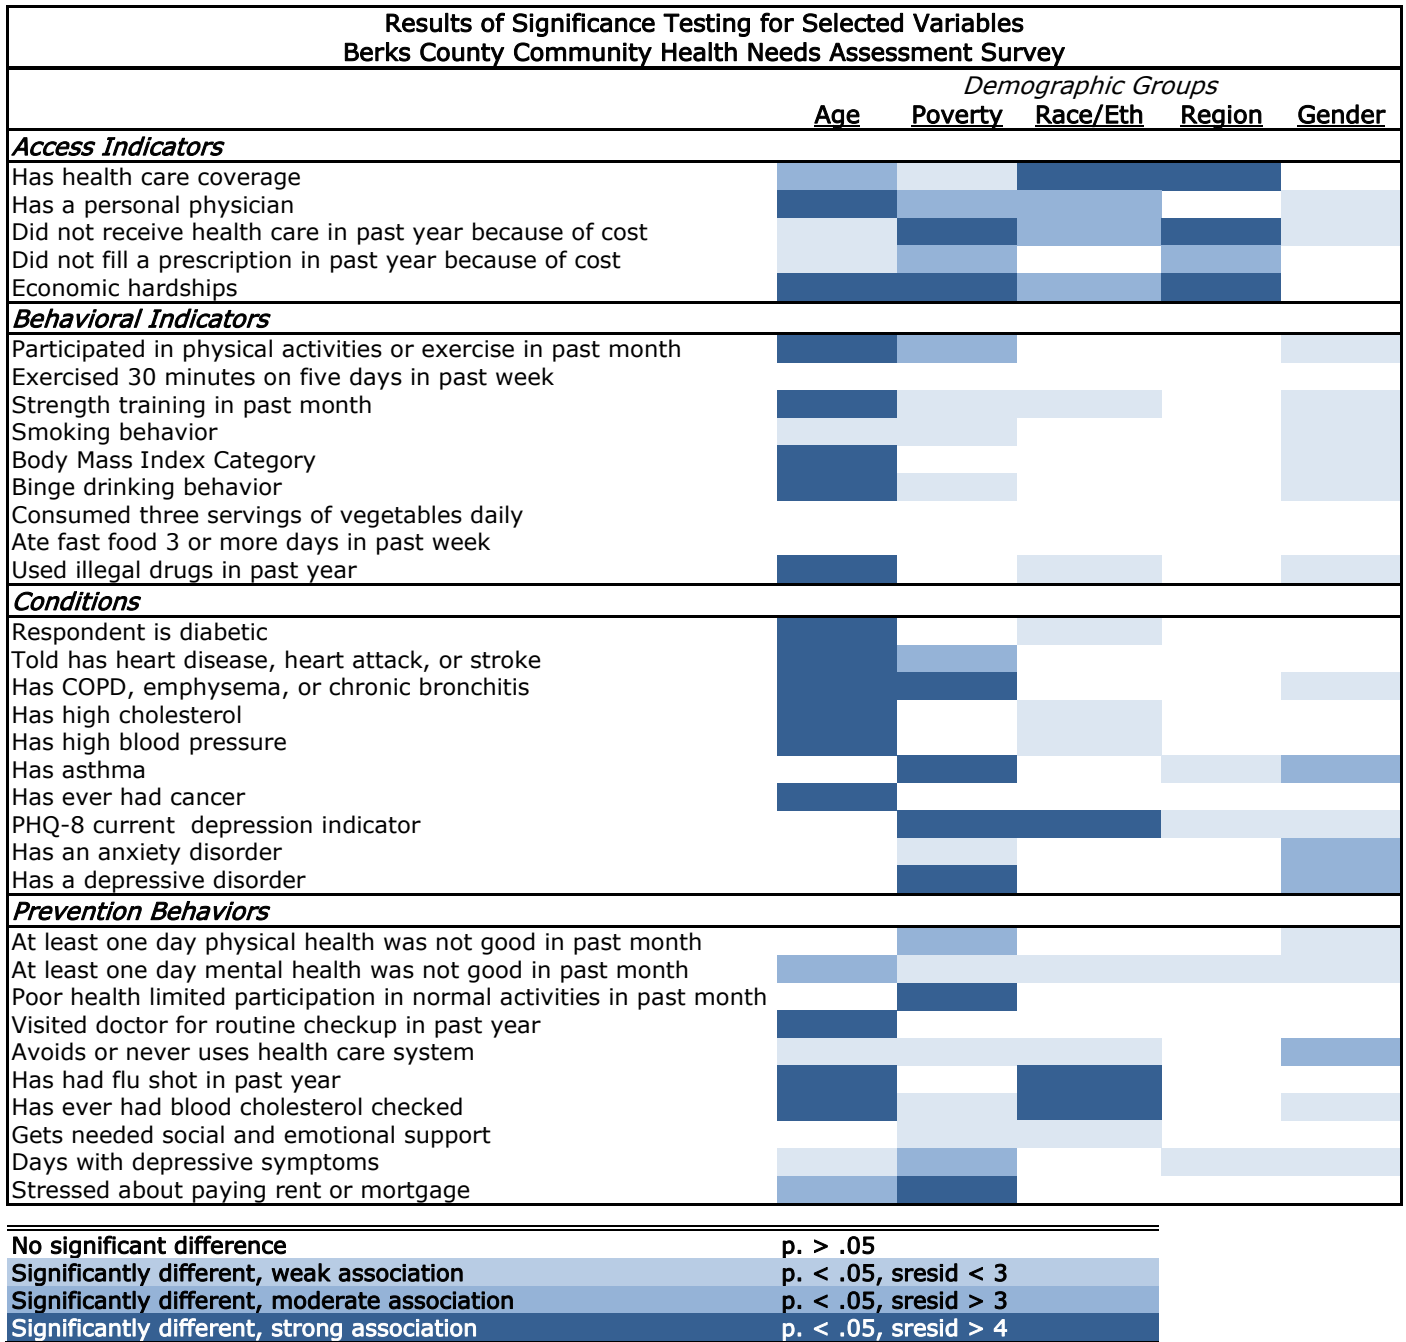 Results of Significance Testing for Selected Variables
Berks County Community Health Needs Assessment Survey
Demographic Groups
Age Poverty Race/Eth Region Gender
Access Indicators
Has health care coverage
Has a personal physician
Did not receive health care in past year because of cost
Did not fill a prescription in past year because of cost
Economic hardships
Behavioral Indicators
Participated in physical activities or exercise in past month
Exercised 30 minutes on five days in past week
Strength training in past month
Smoking behavior
Body Mass Index Category
Binge drinking behavior
Consumed three servings of vegetables daily
Ate fast food 3 or more days in past week
Used illegal drugs in past year
Conditions
Respondent is diabetic
Told has heart disease, heart attack, or stroke
Has COPD, emphysema, or chronic bronchitis
Has high cholesterol
Has high blood pressure
Has asthma
Has ever had cancer
PHQ-8 current depression indicator
Has an anxiety disorder
Has a depressive disorder
Prevention Behaviors
At least one day physical health was not good in past month
At least one day mental health was not good in past month
Poor health limited participation in normal activities in past month
Visited doctor for routine checkup in past year
Avoids or never uses health care system
Has had flu shot in past year
Has ever had blood cholesterol checked
Gets needed social and emotional support
Days with depressive symptoms
Stressed about paying rent or mortgage
No significant difference p. > .05
Significantly different, weak association p. < .05, sresid < 3
Significantly different, moderate association p. < .05, sresid > 3
Significantly different, strong association p. < .05, sresid > 4